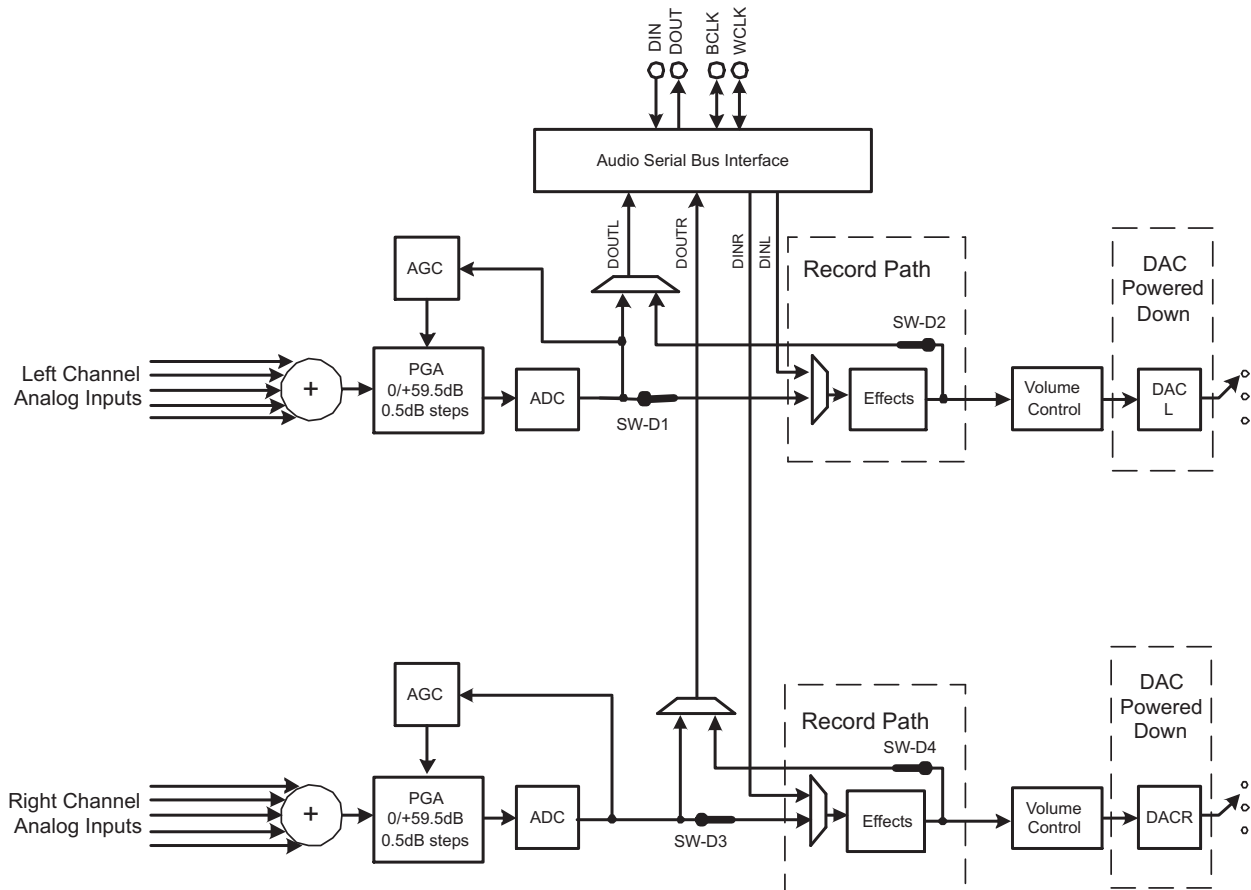 DIN
DOUT
BCLK
WCLK
Audio Serial Bus Interface
DOUTL
DOUTR
DINR
DINL
Record Path
DAC
Powered
Down
AGC
SW-D2
Left Channel
Analog Inputs
+
PGA
0/+59.5dB
0.5dB steps
ADC
SW-D1
Effects
Volume
Control
DAC
L
AGC
Record Path
DAC
Powered
Down
SW-D4
Right Channel
Analog Inputs
+
PGA
0/+59.5dB
0.5dB steps
ADC
SW-D3
Effects
Volume
Control
DACR